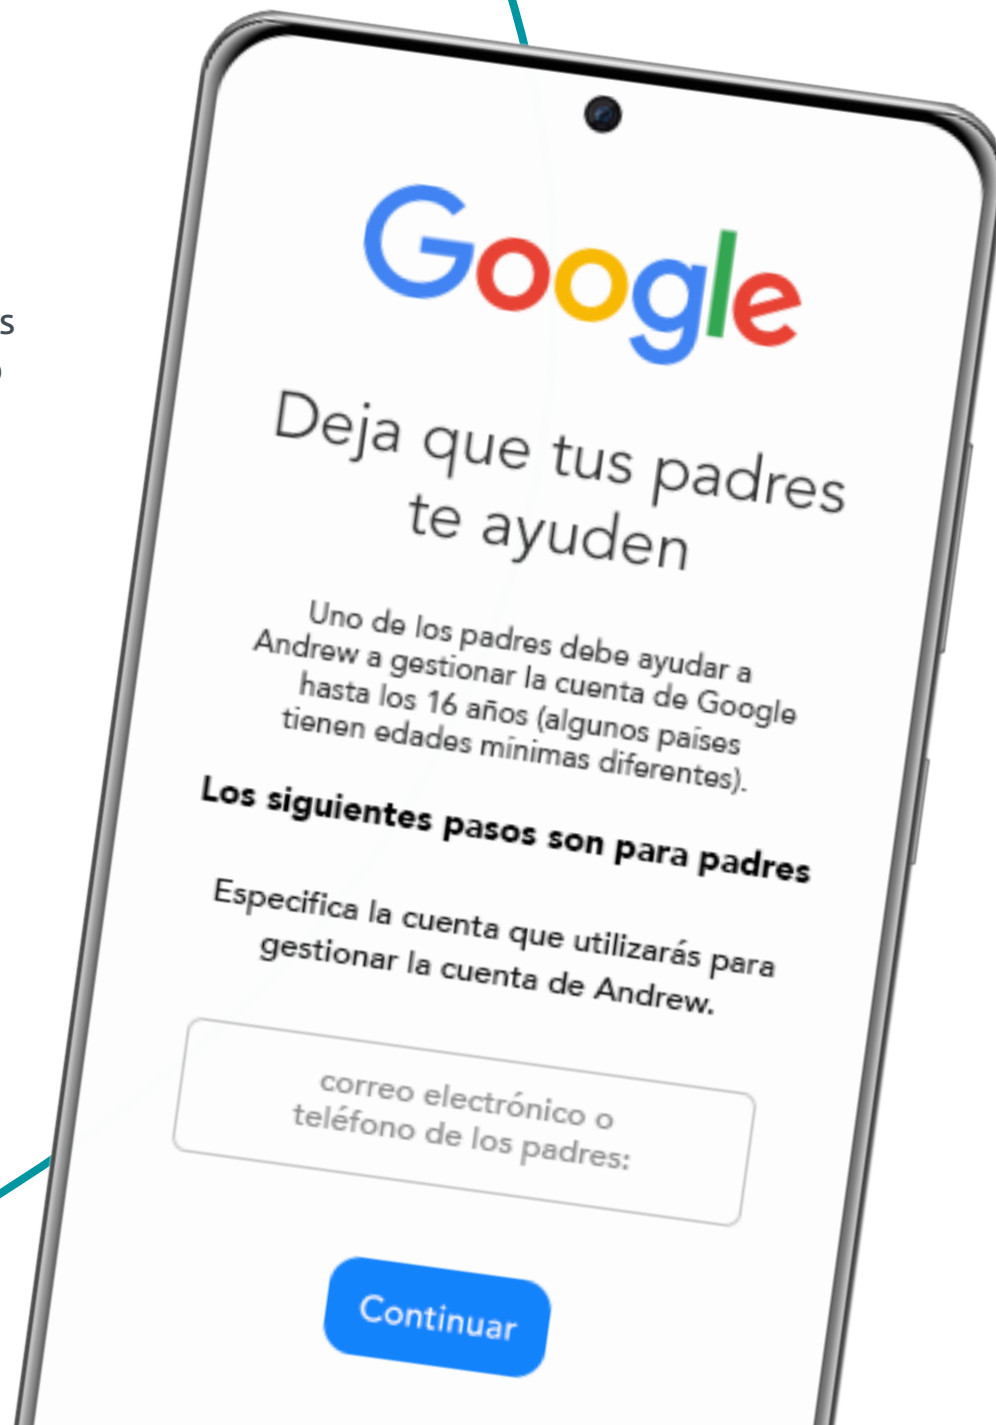 s
Google
Deja que tus padres
te ayuden
Uno de los padres debe ayudar a
Andrew a gestionar la cuenta de Google
hasta los 16 años (algunos países
tienen edades mínimas diferentes).
Los siguientes pasos son para padres
Especifica la cuenta que utilizarás para
gestionar la cuenta de Andrew.
correo electrónico o
teléfono de los padres:
Continuar